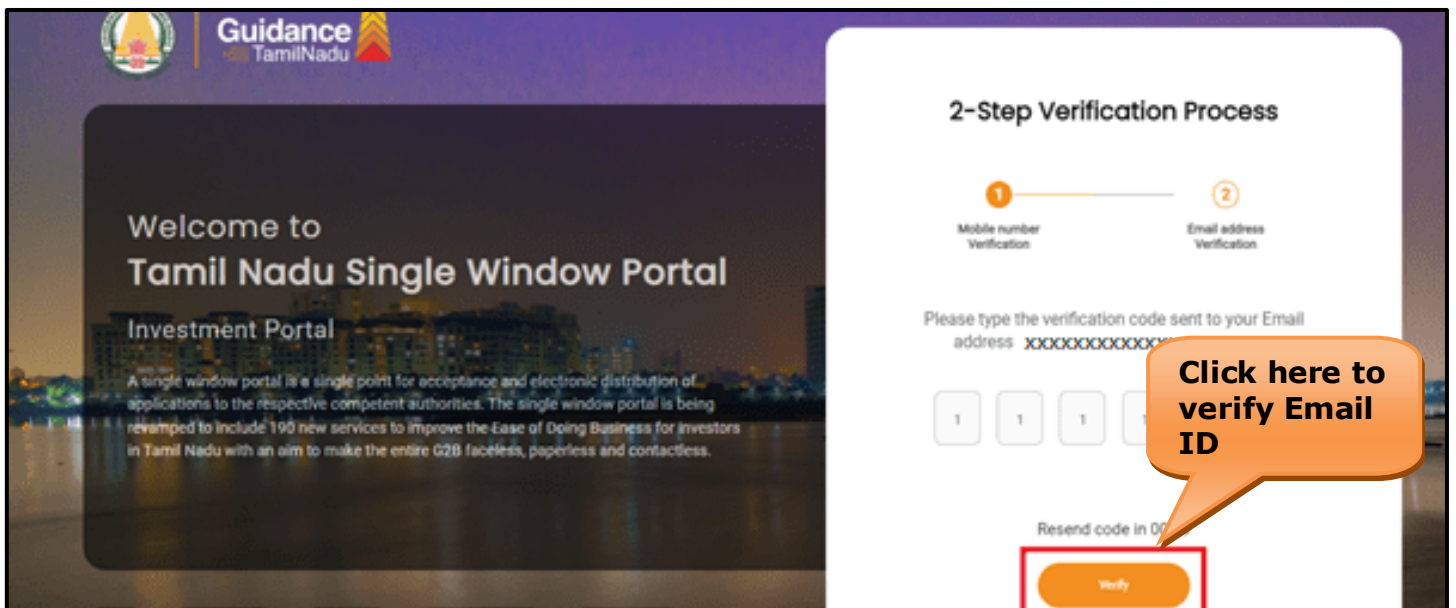 Guidance
TamilNadu
Welcome to
Tamil Nadu Single Window Portal
Investment Portal
A single window portal is a single point for acceptance and electronic distribution of
applications to the respective competent authorities. The single window portal is being
revamped to include 190 new services to improve the Ease of Doing Business for investors
in Tamil Nadu with an aim to make the entire G2B faceless, paperless and contactless.
2-Step Verification Process
1
2
Mobile number
Verification
Email address
Verification
Please type the verification code sent to your Email
address XXXXXXXXXXXXX
1 1 1 1
Click here to
verify Email
ID
Resend code in 00
Verify